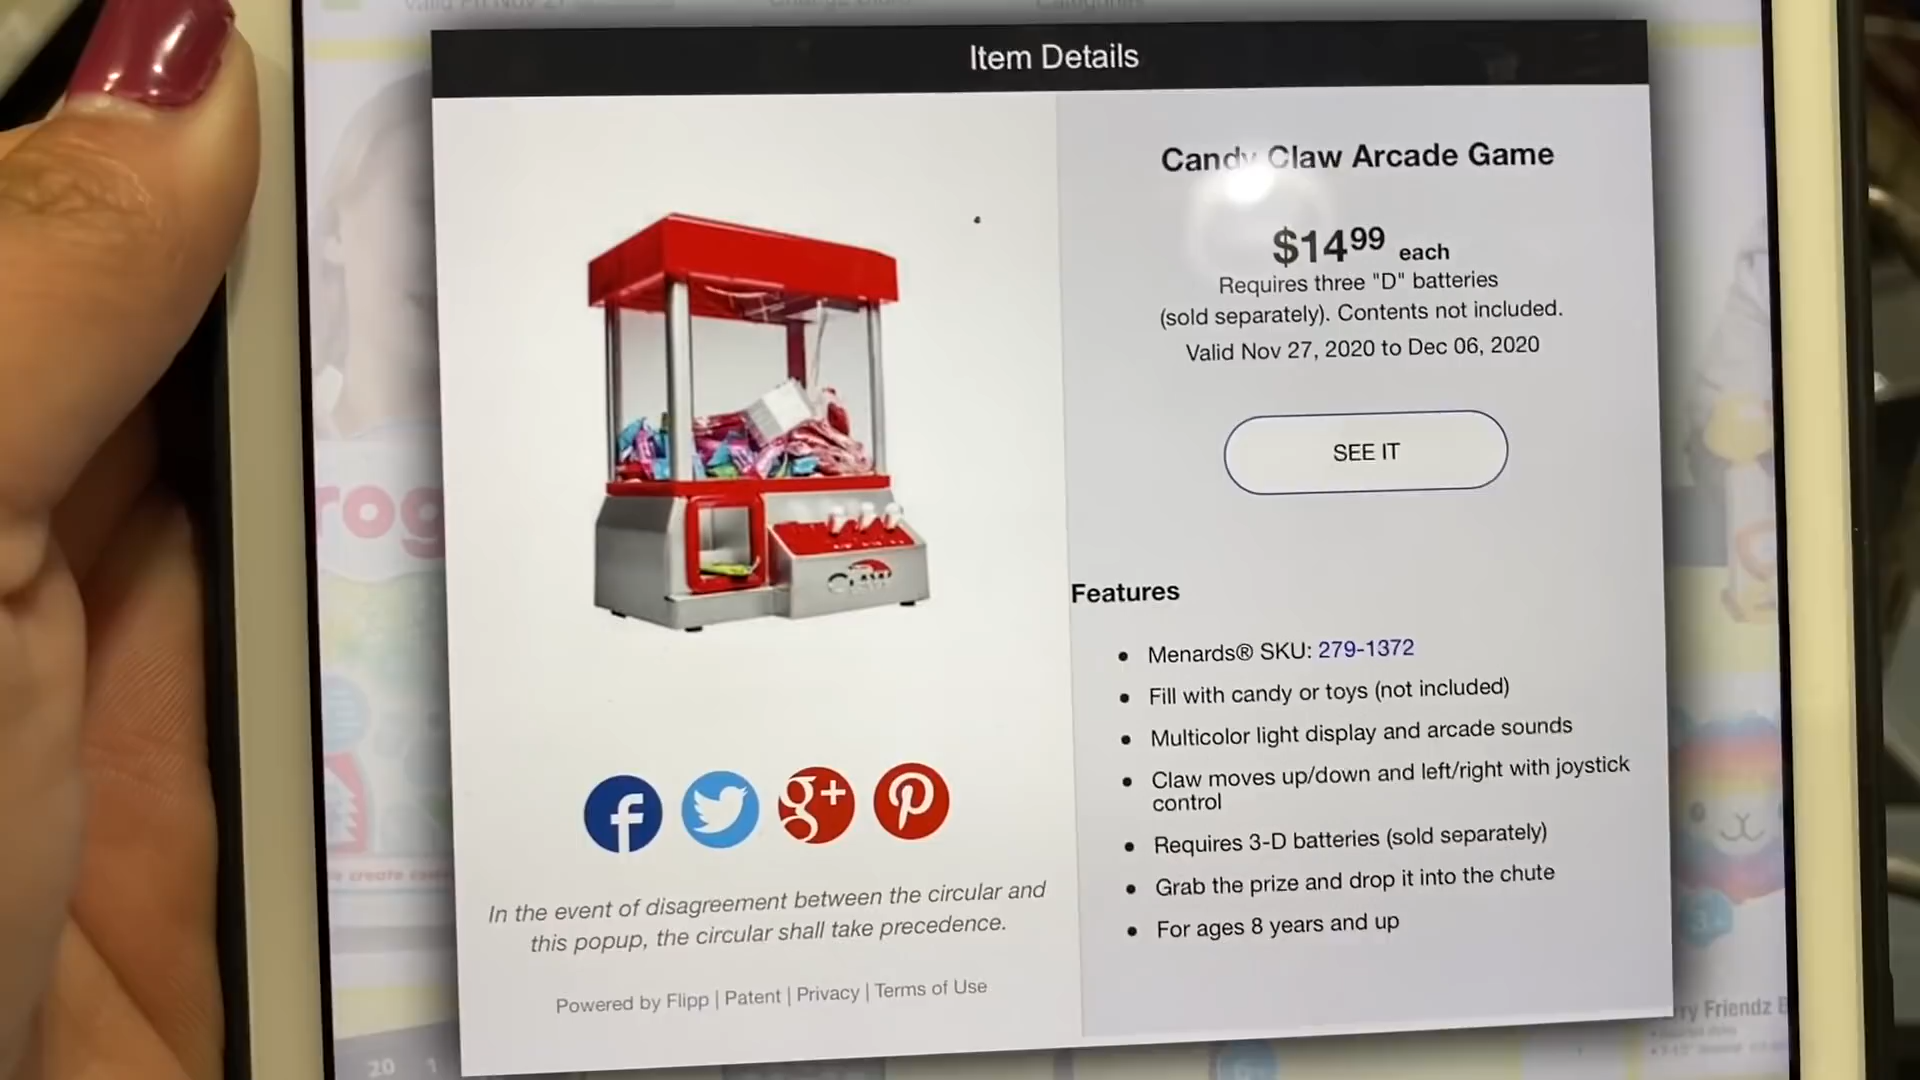 Item Details
Candy Claw Arcade Game
$14⁹⁹ each
Requires three "D" batteries
(sold separately). Contents not included.
Valid Nov 27, 2020 to Dec 06, 2020
SEE IT
CLAW
Features
Menards® SKU: 279-1372
Fill with candy or toys (not included)
Multicolor light display and arcade sounds
Claw moves up/down and left/right with joystick
control
Requires 3-D batteries (sold separately)
Grab the prize and drop it into the chute
For ages 8 years and up
In the event of disagreement between the circular and
this popup, the circular shall take precedence.
Powered by Flipp | Patent | Privacy | Terms of Use
Friendz
20